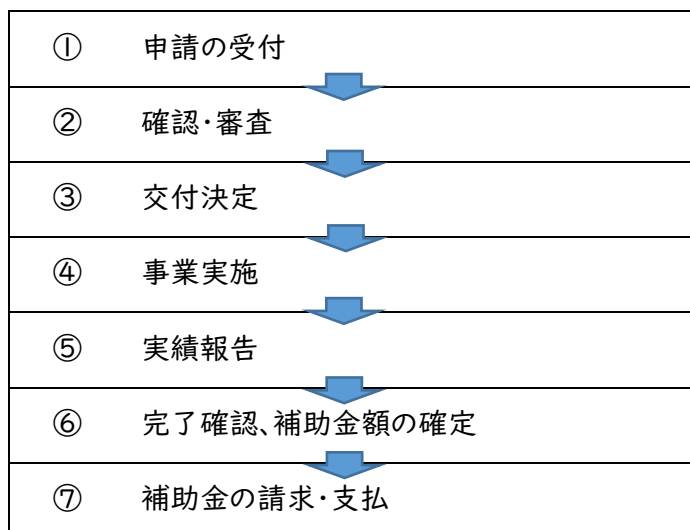 ① 申請の受付
② 確認・審査
③ 交付決定
④ 事業実施
⑤ 実績報告
⑥ 完了確認、補助金額の確定
⑦ 補助金の請求・支払